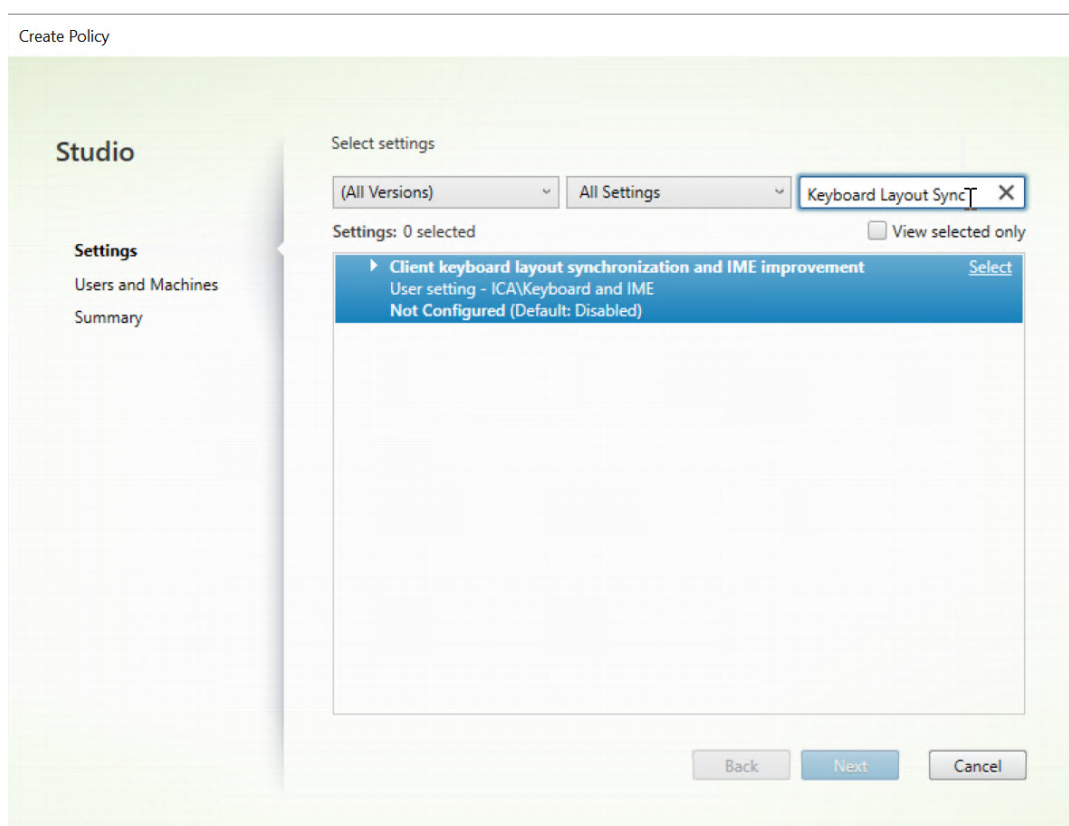 Create Policy
Studio
Settings
Users and Machines
Summary
Select settings
(All Versions)
All Settings
Keyboard Layout Sync
Settings: 0 selected
View selected only
Client keyboard layout synchronization and IME improvement
Select
User setting - ICA\Keyboard and IME
Not Configured (Default: Disabled)
Back
Next
Cancel